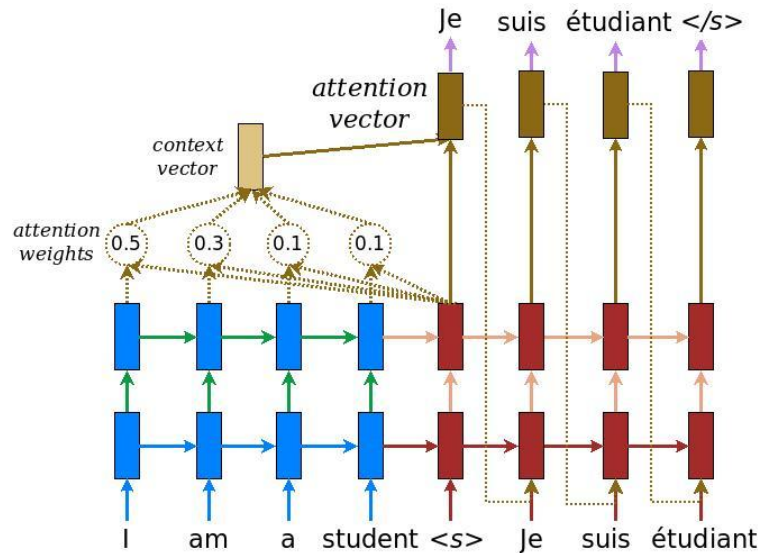 Je suis étudiant </s>
attention
vector
context
vector
attention
weights
0.5 0.3 0.1 0.1
I am a student <s> Je suis étudiant